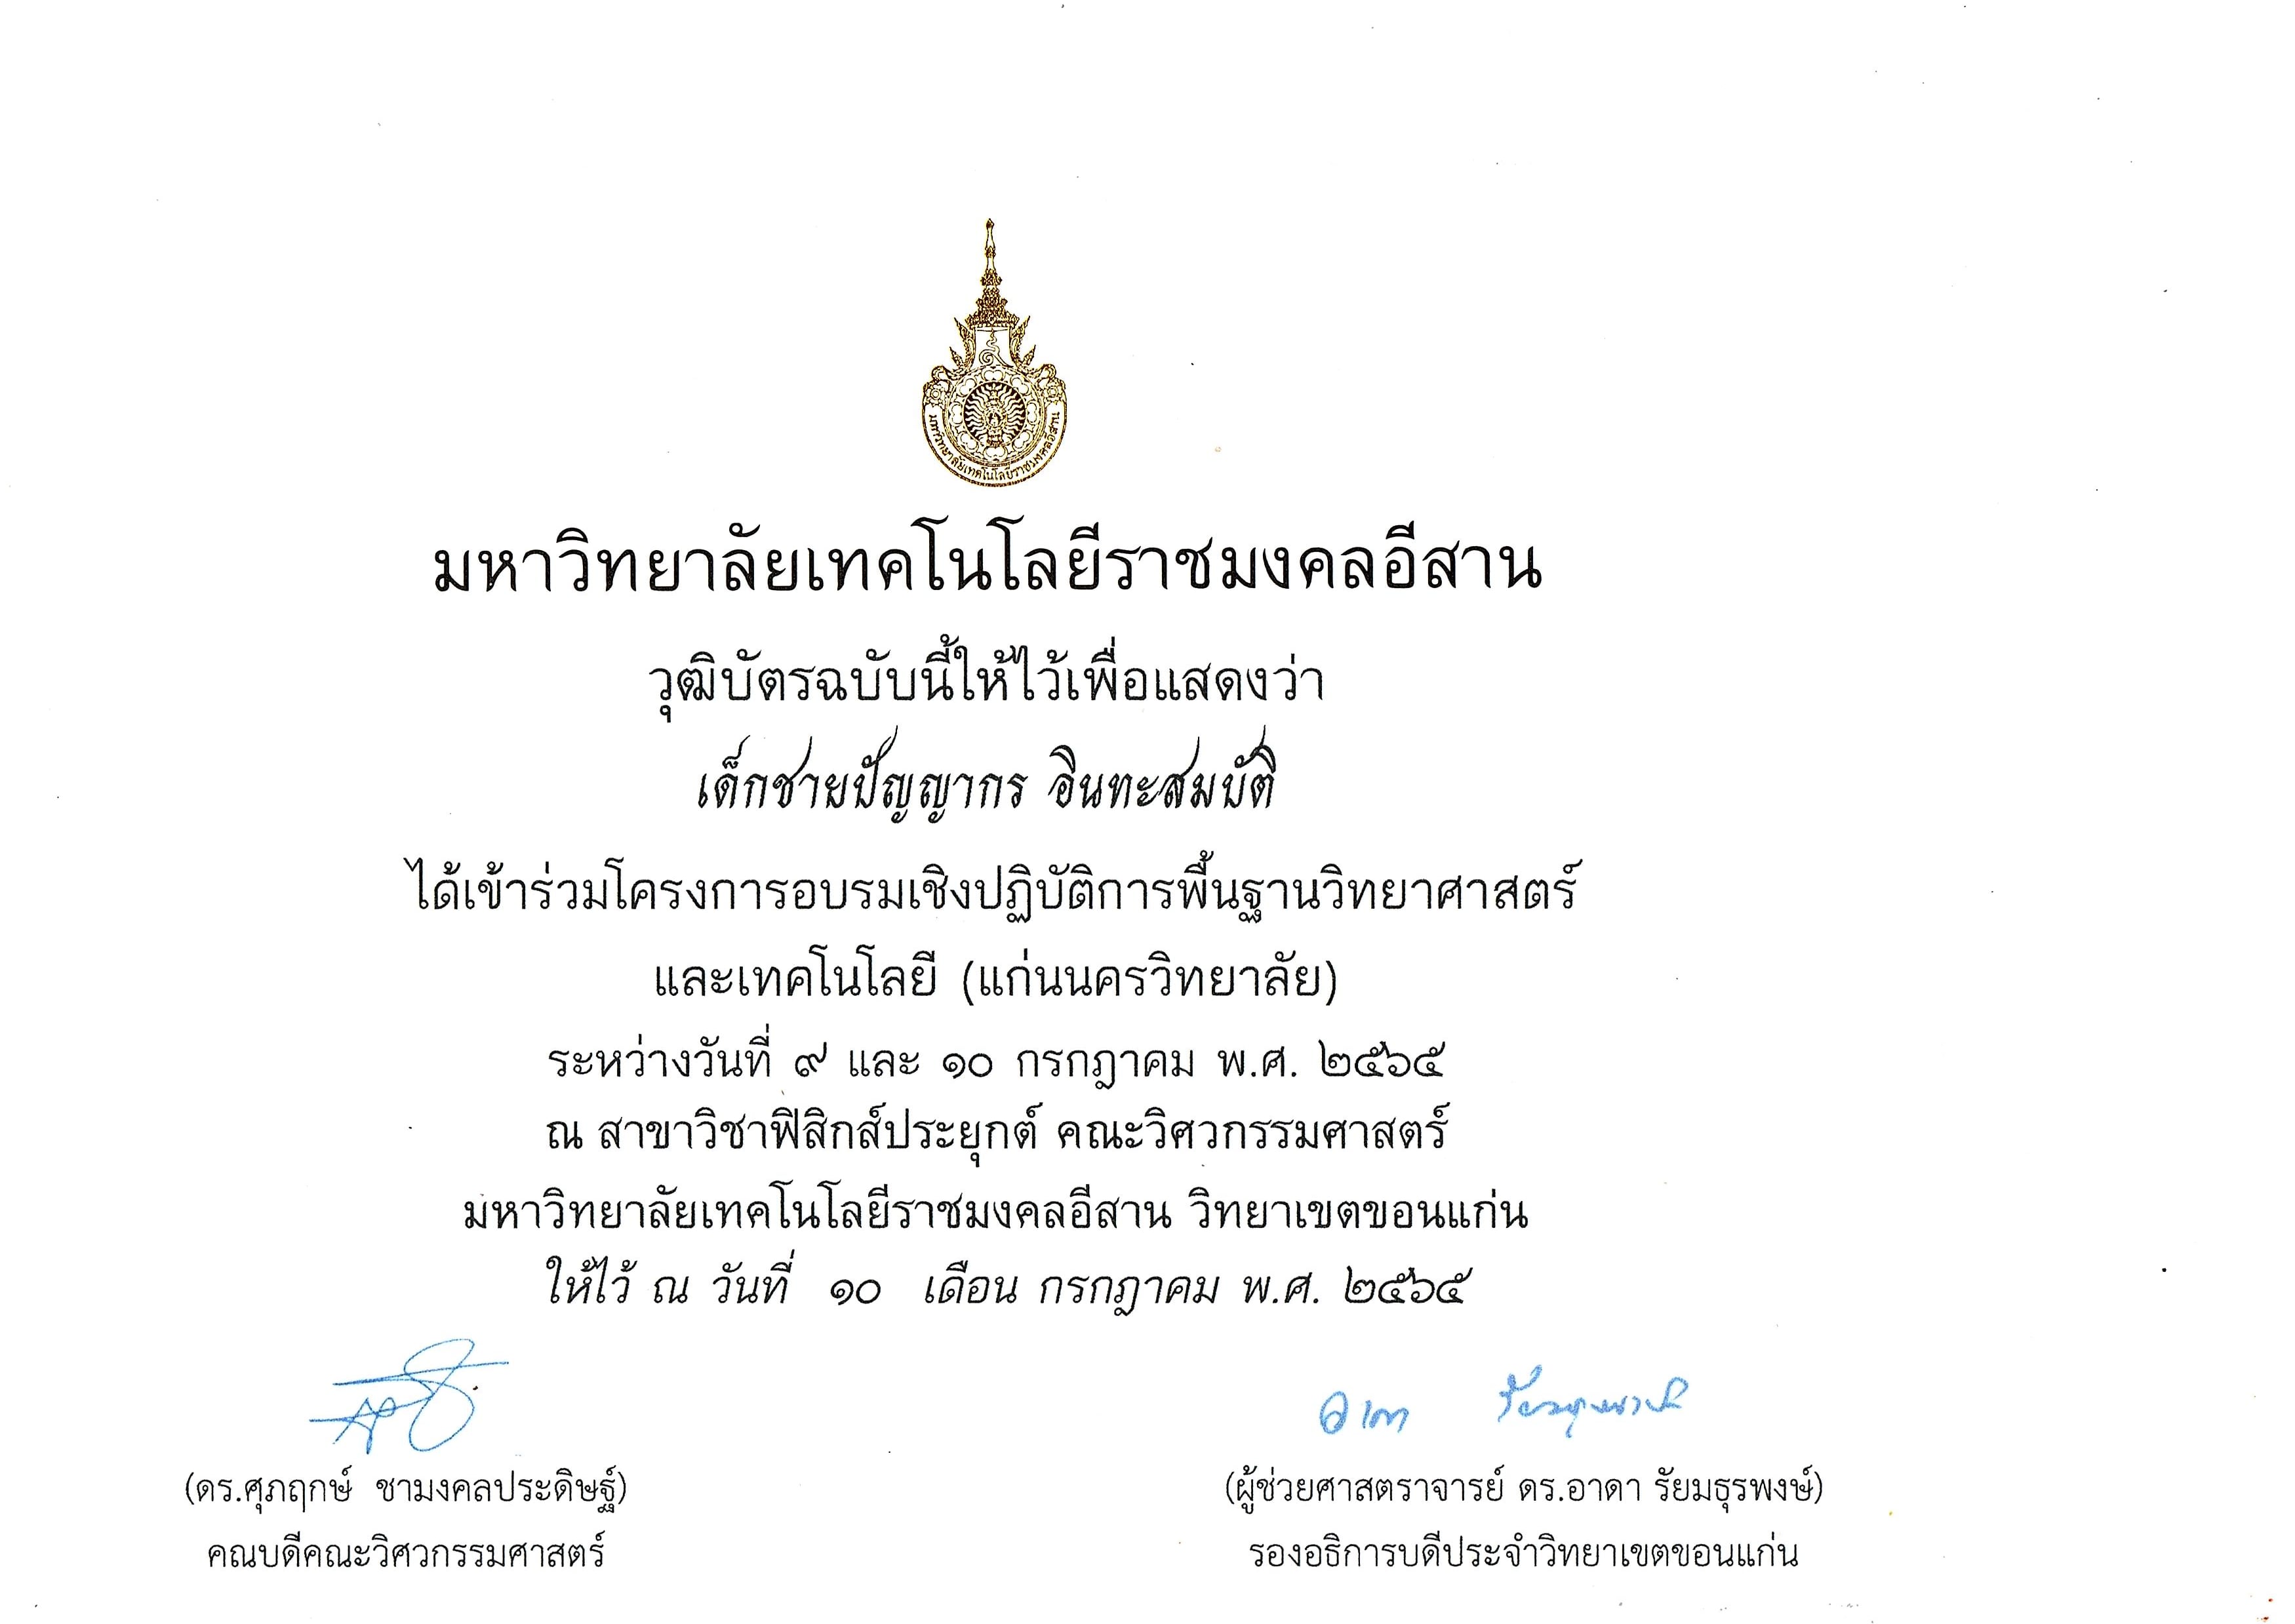 มหาวิทยาลัยเทคโนโลยีราชมงคลอีสาน
มหาวิทยาลัยเทคโนโลยีราชมงคลอีสาน
วุฒิบัตรฉบับนี้ให้ไว้เพื่อแสดงว่า
เด็กชายปัญญากร อินทะสมบัติ
ได้เข้าร่วมโครงการอบรมเชิงปฏิบัติการพื้นฐานวิทยาศาสตร์
และเทคโนโลยี (แก่นนครวิทยาลัย)
ระหว่างวันที่ ๙ และ ๑๐ กรกฎาคม พ.ศ. ๒๕๖๕
ณ สาขาวิชาฟิสิกส์ประยุกต์ คณะวิศวกรรมศาสตร์
มหาวิทยาลัยเทคโนโลยีราชมงคลอีสาน วิทยาเขตขอนแก่น
ให้ไว้ ณ วันที่ ๑๐ เดือน กรกฎาคม พ.ศ. ๒๕๖๕
(ดร.ศุภฤกษ์ ชามงคลประดิษฐ์)
คณบดีคณะวิศวกรรมศาสตร์
(ผู้ช่วยศาสตราจารย์ ดร.อาดา รัยมธุรพงษ์)
รองอธิการบดีประจำวิทยาเขตขอนแก่น